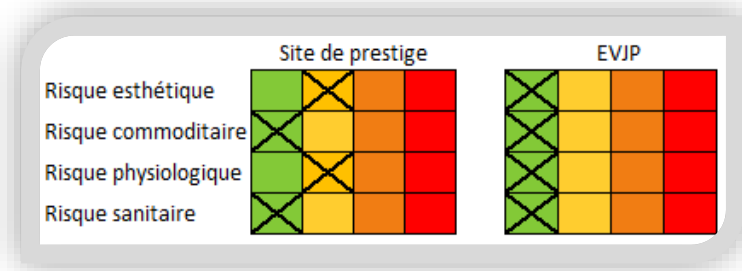 Site de prestige EVJP
Risque esthétique
Risque commoditaire
Risque physiologique
Risque sanitaire